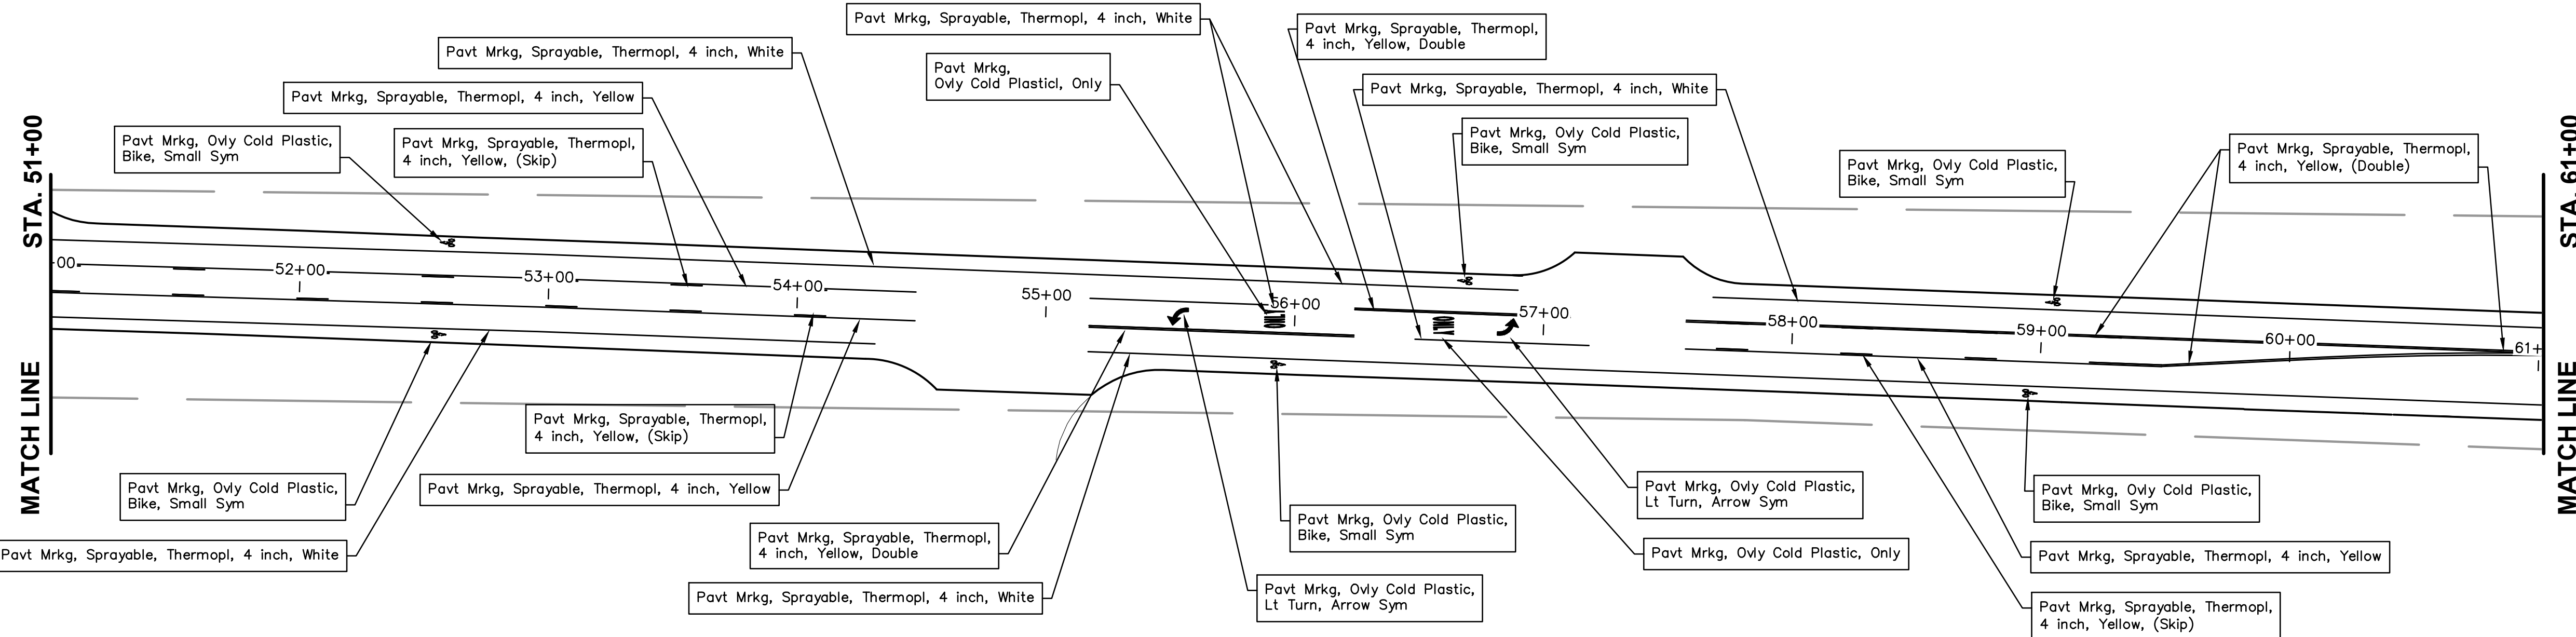 Pavt Mrkg, Sprayable, Thermopl, 4 inch, White
Pavt Mrkg, Sprayable, Thermopl,
4 inch, Yellow, Double
Pavt Mrkg, Sprayable, Thermopl, 4 inch, White
Pavt Mrkg,
Ovly Cold Plasticl, Only
Pavt Mrkg, Sprayable, Thermopl, 4 inch, White
Pavt Mrkg, Sprayable, Thermopl, 4 inch, Yellow
Pavt Mrkg, Ovly Cold Plastic,
Bike, Small Sym
Pavt Mrkg, Sprayable, Thermopl,
4 inch, Yellow, (Skip)
Pavt Mrkg, Ovly Cold Plastic,
Bike, Small Sym
Pavt Mrkg, Ovly Cold Plastic,
Bike, Small Sym
Pavt Mrkg, Sprayable, Thermopl,
4 inch, Yellow, (Double)
STA. 51+00
MATCH LINE
STA. 61+00
MATCH LINE
00
52+00
53+00
54+00
55+00
56+00
57+00
58+00
59+00
60+00
61+
ONLY
ONLY
Pavt Mrkg, Sprayable, Thermopl,
4 inch, Yellow, (Skip)
Pavt Mrkg, Ovly Cold Plastic,
Bike, Small Sym
Pavt Mrkg, Sprayable, Thermopl, 4 inch, Yellow
Pavt Mrkg, Sprayable, Thermopl, 4 inch, White
Pavt Mrkg, Sprayable, Thermopl,
4 inch, Yellow, Double
Pavt Mrkg, Sprayable, Thermopl, 4 inch, White
Pavt Mrkg, Ovly Cold Plastic,
Bike, Small Sym
Pavt Mrkg, Ovly Cold Plastic,
Lt Turn, Arrow Sym
Pavt Mrkg, Ovly Cold Plastic,
Lt Turn, Arrow Sym
Pavt Mrkg, Ovly Cold Plastic, Only
Pavt Mrkg, Ovly Cold Plastic,
Bike, Small Sym
Pavt Mrkg, Sprayable, Thermopl, 4 inch, Yellow
Pavt Mrkg, Sprayable, Thermopl,
4 inch, Yellow, (Skip)